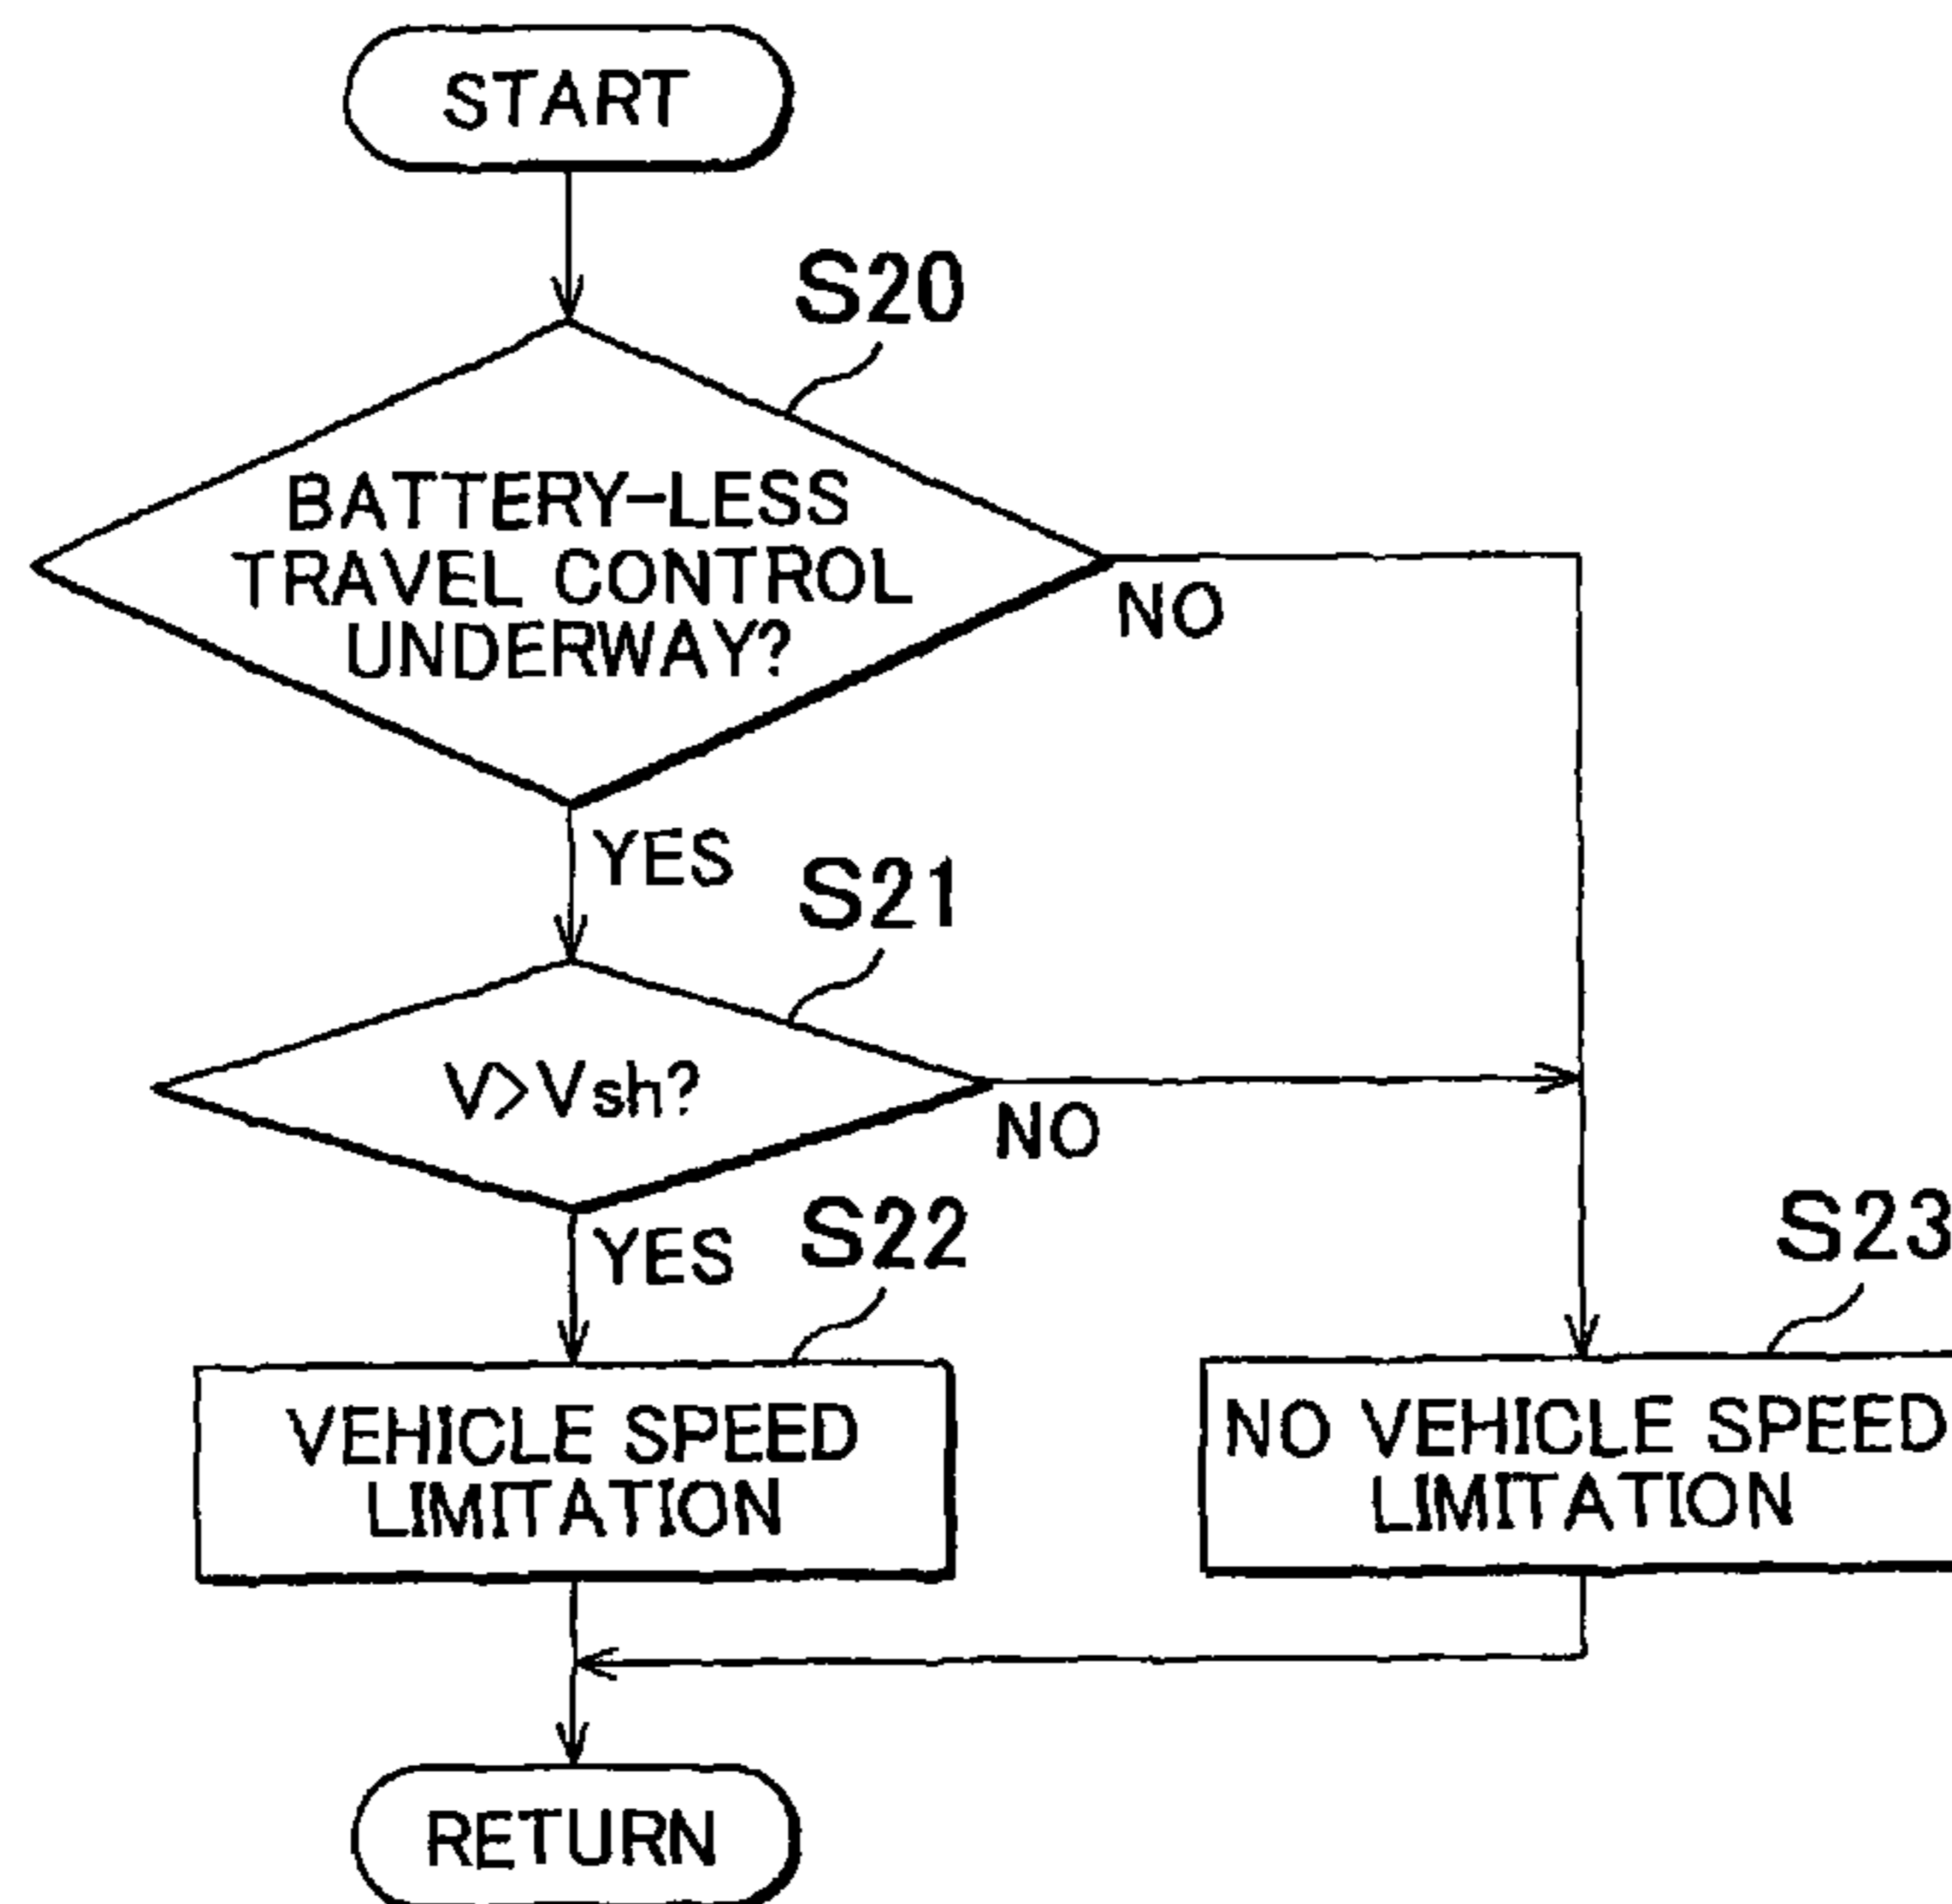 START
S20
BATTERY-LESS
TRAVEL CONTROL
UNDERWAY?
NO
YES
S21
V>Vsh?
NO
YES
S22
S23
VEHICLE SPEED
LIMITATION
NO VEHICLE SPEED
LIMITATION
RETURN